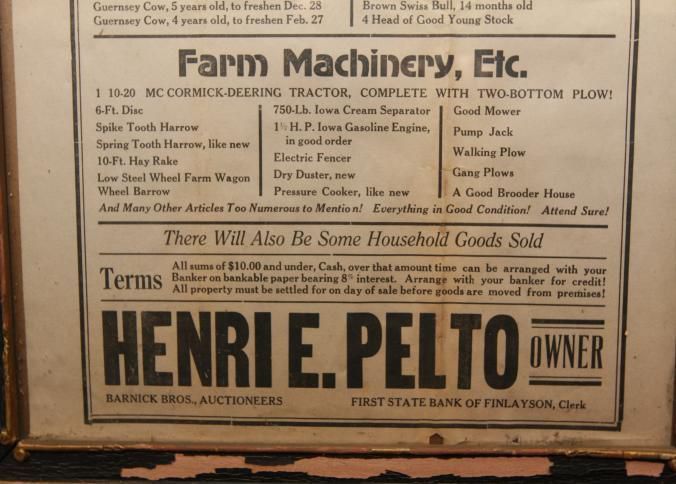 Guernsey Cow, 5 years old, to freshen Dec. 28
Guernsey Cow, 4 years old, to freshen Feb. 27
Brown Swiss Bull, 14 months old
4 Head of Good Young Stock
Farm Machinery, Etc.
1 10-20 MC CORMICK-DEERING TRACTOR, COMPLETE WITH TWO-BOTTOM PLOW!
6-Ft. Disc
Spike Tooth Harrow
Spring Tooth Harrow, like new
10-Ft. Hay Rake
Low Steel Wheel Farm Wagon
Wheel Barrow
750-Lb. Iowa Cream Separator
1½ H. P. Iowa Gasoline Engine,
in good order
Electric Fencer
Dry Duster, new
Pressure Cooker, like new
Good Mower
Pump Jack
Walking Plow
Gang Plows
A Good Brooder House
And Many Other Articles Too Numerous to Mention! Everything in Good Condition! Attend Sure!
There Will Also Be Some Household Goods Sold
Terms
All sums of $10.00 and under, Cash, over that amount time can be arranged with your
Banker on bankable paper bearing 8% interest. Arrange with your banker for credit!
All property must be settled for on day of sale before goods are moved from premises!
HENRI E. PELTO OWNER
BARNICK BROS., AUCTIONEERS FIRST STATE BANK OF FINLAYSON, Clerk